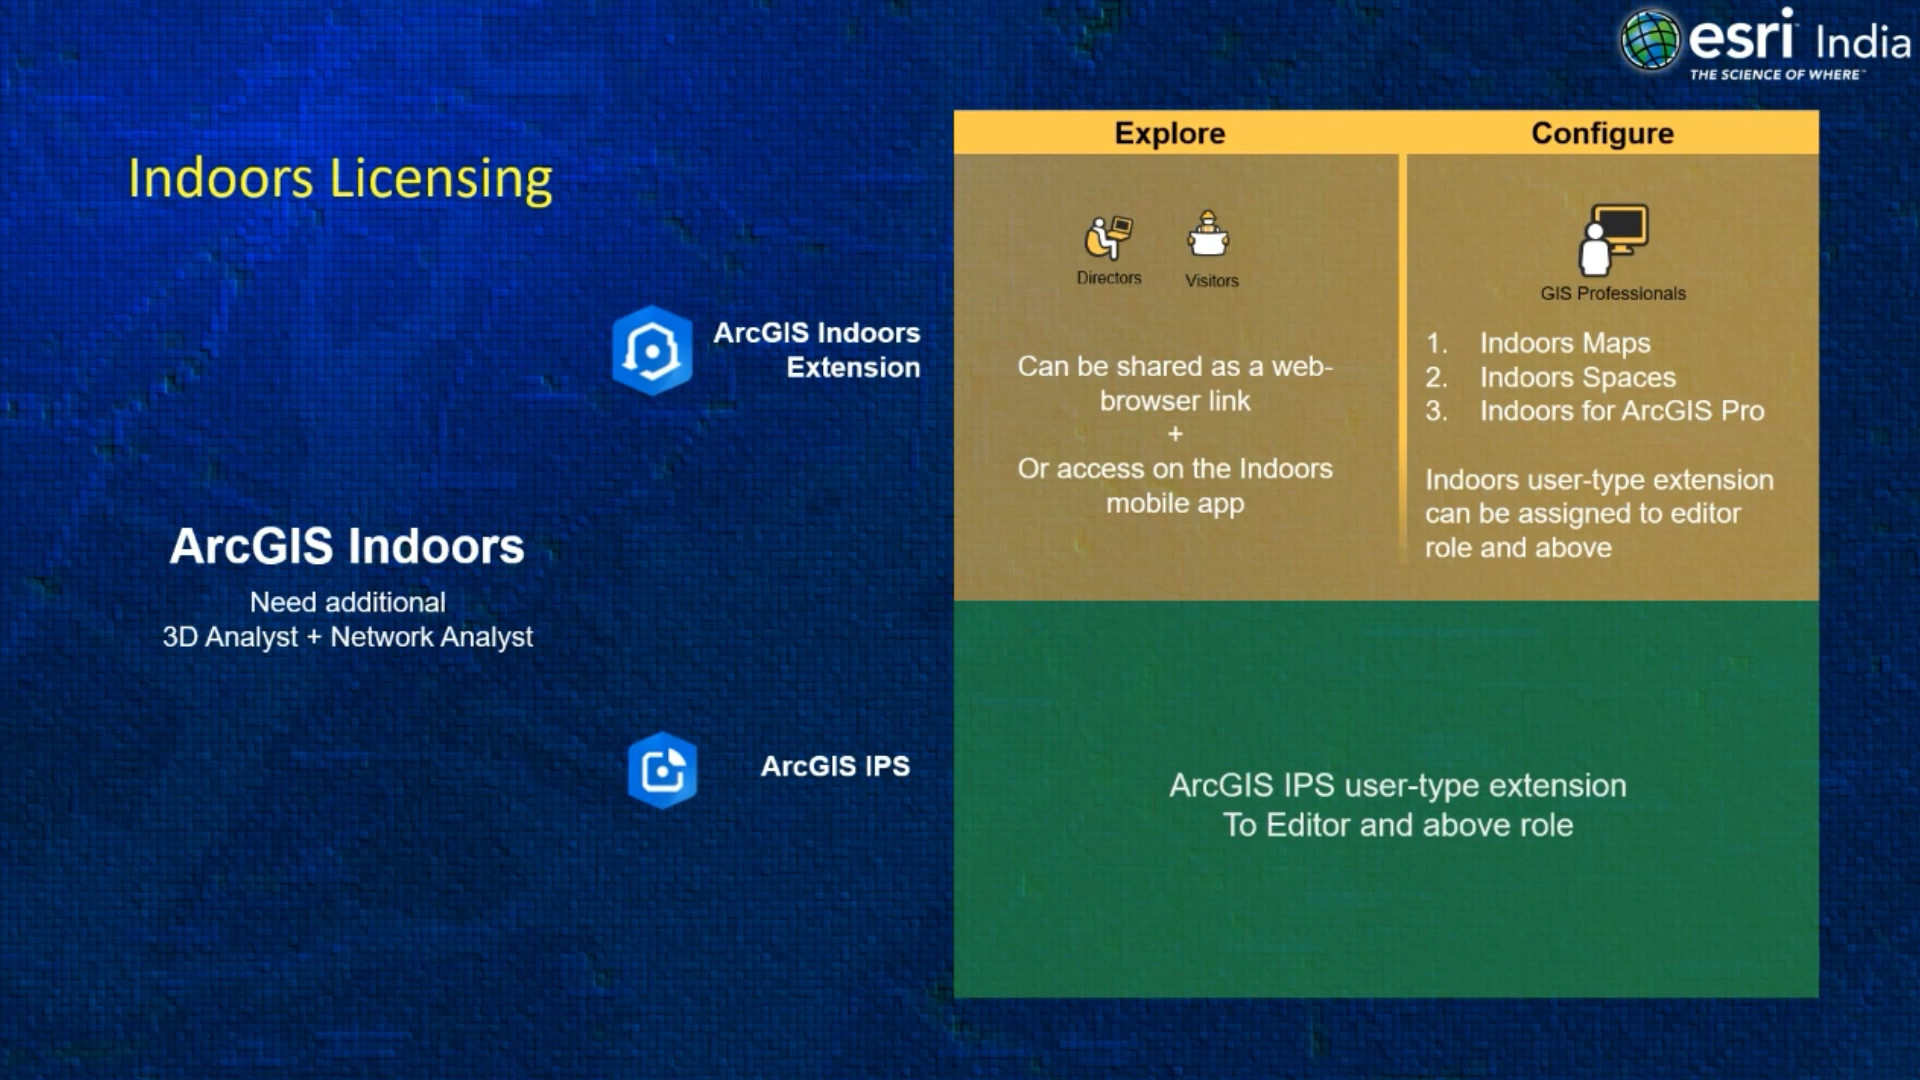 esri India
THE SCIENCE OF WHERE™
Indoors Licensing
Explore
Configure
Directors
Visitors
GIS Professionals
ArcGIS Indoors
Extension
Can be shared as a web-
browser link
+
Or access on the Indoors
mobile app
1. Indoors Maps
2. Indoors Spaces
3. Indoors for ArcGIS Pro
Indoors user-type extension
can be assigned to editor
role and above
ArcGIS Indoors
Need additional
3D Analyst + Network Analyst
ArcGIS IPS
ArcGIS IPS user-type extension
To Editor and above role